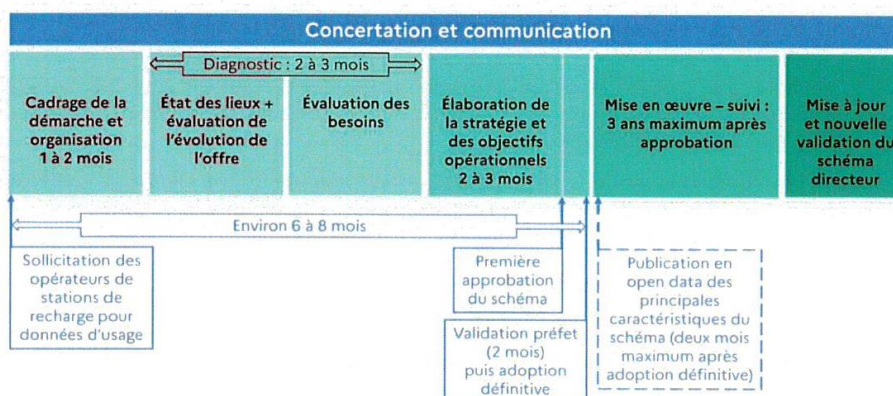 Concertation et communication
Diagnostic : 2 à 3 mois
Cadrage de la
démarche et
organisation
1 à 2 mois
État des lieux +
évaluation de
l'évolution de
l'offre
Évaluation des
besoins
Élaboration de
la stratégie et
des objectifs
opérationnels
2 à 3 mois
Mise en œuvre – suivi :
3 ans maximum après
approbation
Mise à jour
et nouvelle
validation du
schéma
directeur
Environ 6 à 8 mois
Sollicitation des
opérateurs de
stations de
recharge pour
données d'usage
Première
approbation
du schéma
Validation préfet
(2 mois)
puis adoption
définitive
Publication en
open data des
principales
caractéristiques du
schéma (deux mois
maximum après
adoption définitive)